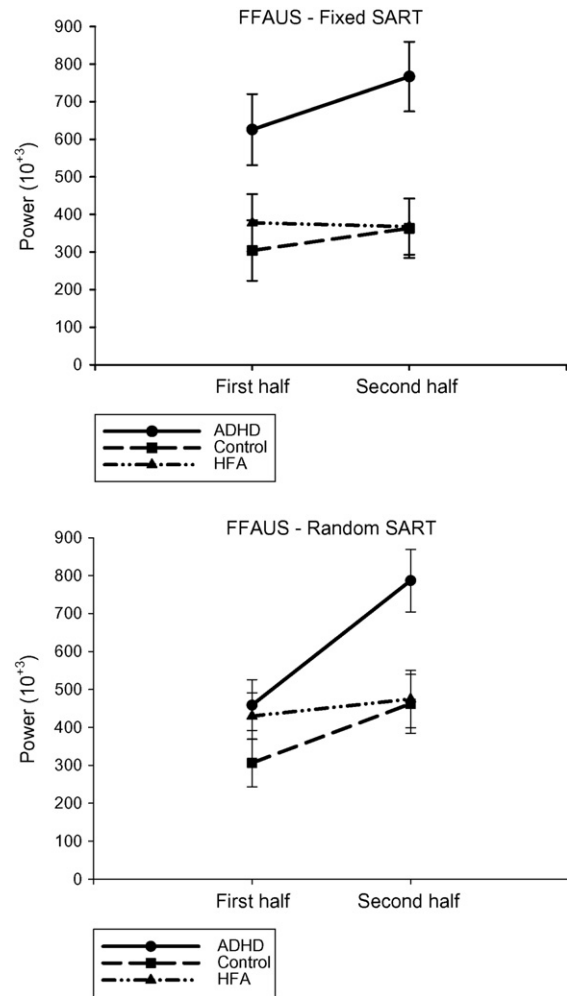 FFAUS - Fixed SART
900
800
700
600
500
400
300
200
100
0
Power (10⁺³)
First half Second half
ADHD
Control
HFA
FFAUS - Random SART
900
800
700
600
500
400
300
200
100
0
Power (10⁺³)
First half Second half
ADHD
Control
HFA